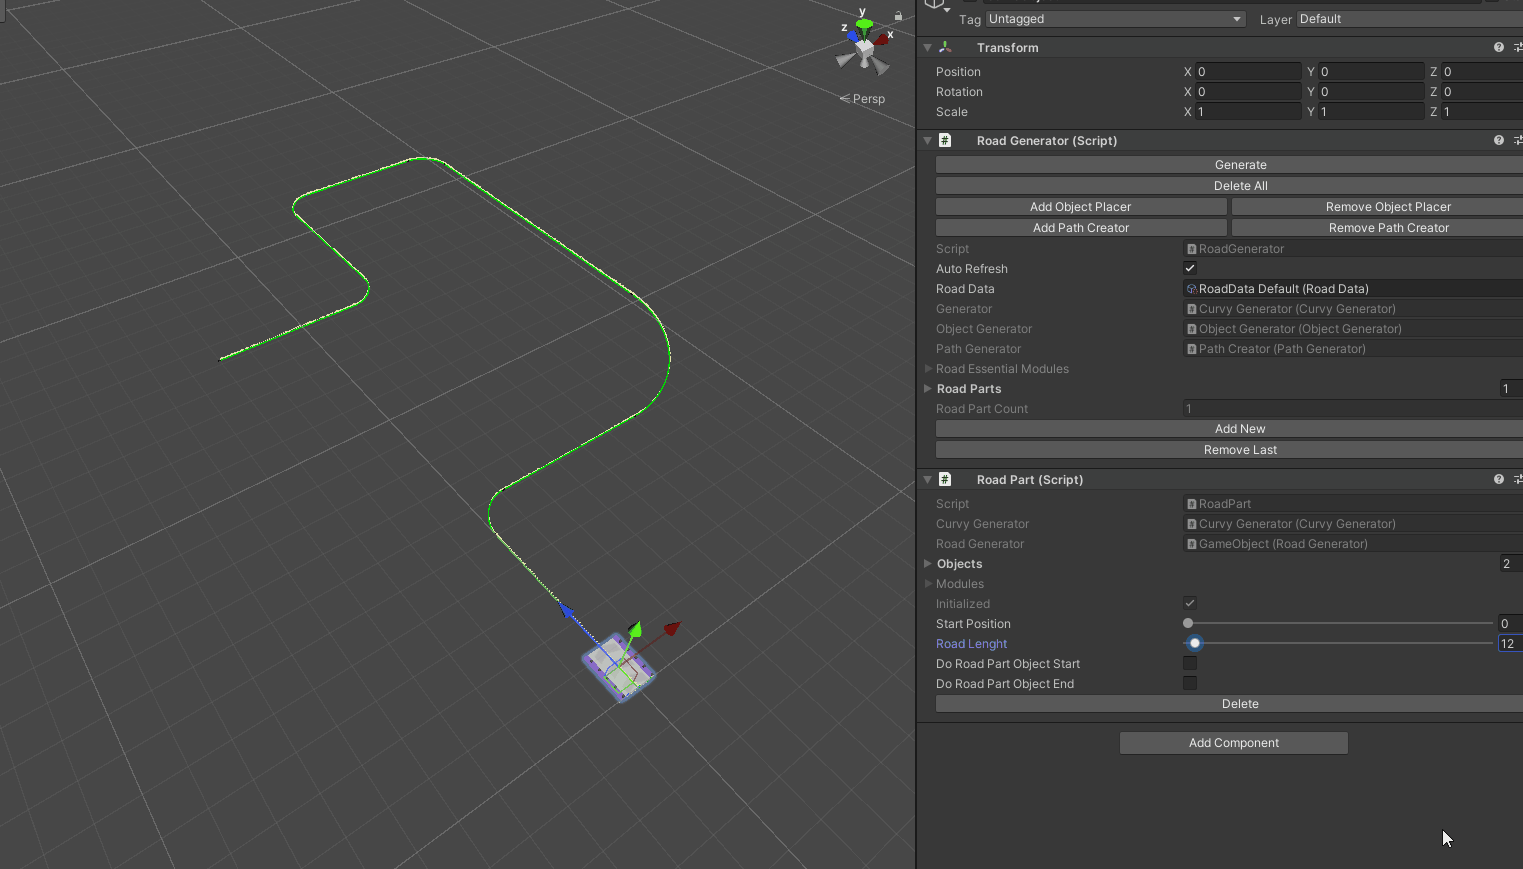 y
z
x
Persp
Tag Untagged Layer Default
Transform
Position X 0 Y 0 Z 0
Rotation X 0 Y 0 Z 0
Scale X 1 Y 1 Z 1
# Road Generator (Script)
Generate
Delete All
Add Object Placer Remove Object Placer
Add Path Creator Remove Path Creator
Script # RoadGenerator
Auto Refresh
Road Data RoadData Default (Road Data)
Generator # Curvy Generator (Curvy Generator)
Object Generator # Object Generator (Object Generator)
Path Generator # Path Creator (Path Generator)
Road Essential Modules
Road Parts 1
Road Part Count 1
Add New
Remove Last
# Road Part (Script)
Script # RoadPart
Curvy Generator # Curvy Generator (Curvy Generator)
Road Generator # GameObject (Road Generator)
Objects 2
Modules
Initialized
Start Position 0
Road Lenght 12
Do Road Part Object Start
Do Road Part Object End
Delete
Add Component